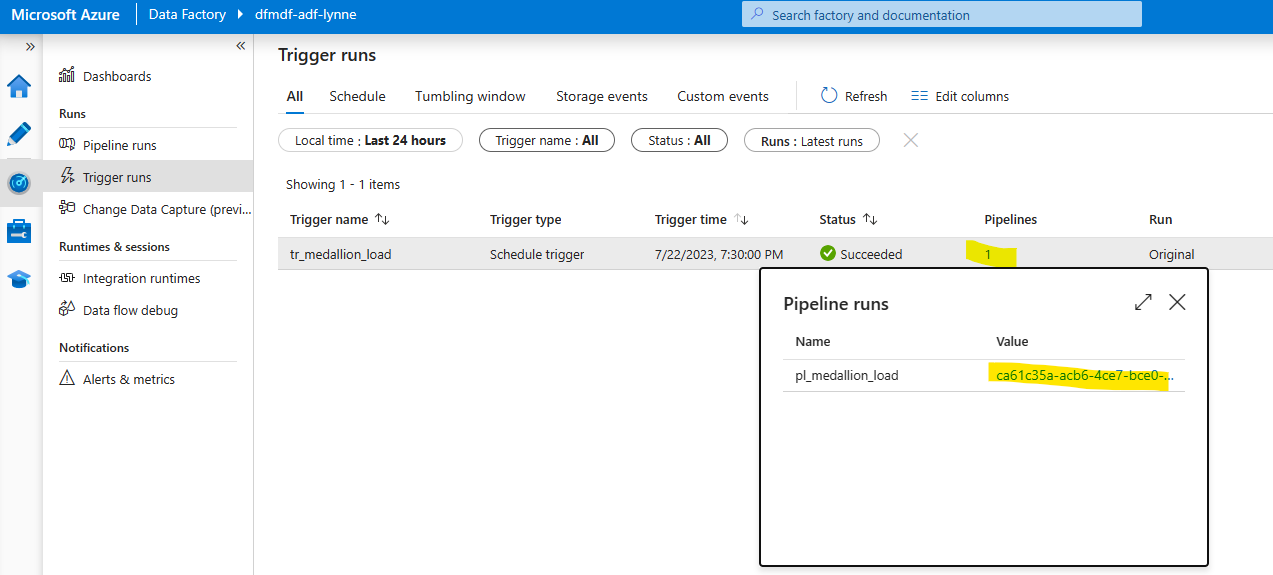 Microsoft Azure Data Factory dfmdf-adf-lynne Search factory and documentation
Dashboards
Runs
Pipeline runs
Trigger runs
Change Data Capture (previ...
Runtimes & sessions
Integration runtimes
Data flow debug
Notifications
Alerts & metrics
Trigger runs
All Schedule Tumbling window Storage events Custom events Refresh Edit columns
Local time : Last 24 hours Trigger name : All Status : All Runs : Latest runs
Showing 1 - 1 items
Trigger name Trigger type Trigger time Status Pipelines Run
tr_medallion_load Schedule trigger 7/22/2023, 7:30:00 PM Succeeded 1 Original
Pipeline runs
Name Value
pl_medallion_load ca61c35a-acb6-4ce7-bce0-...